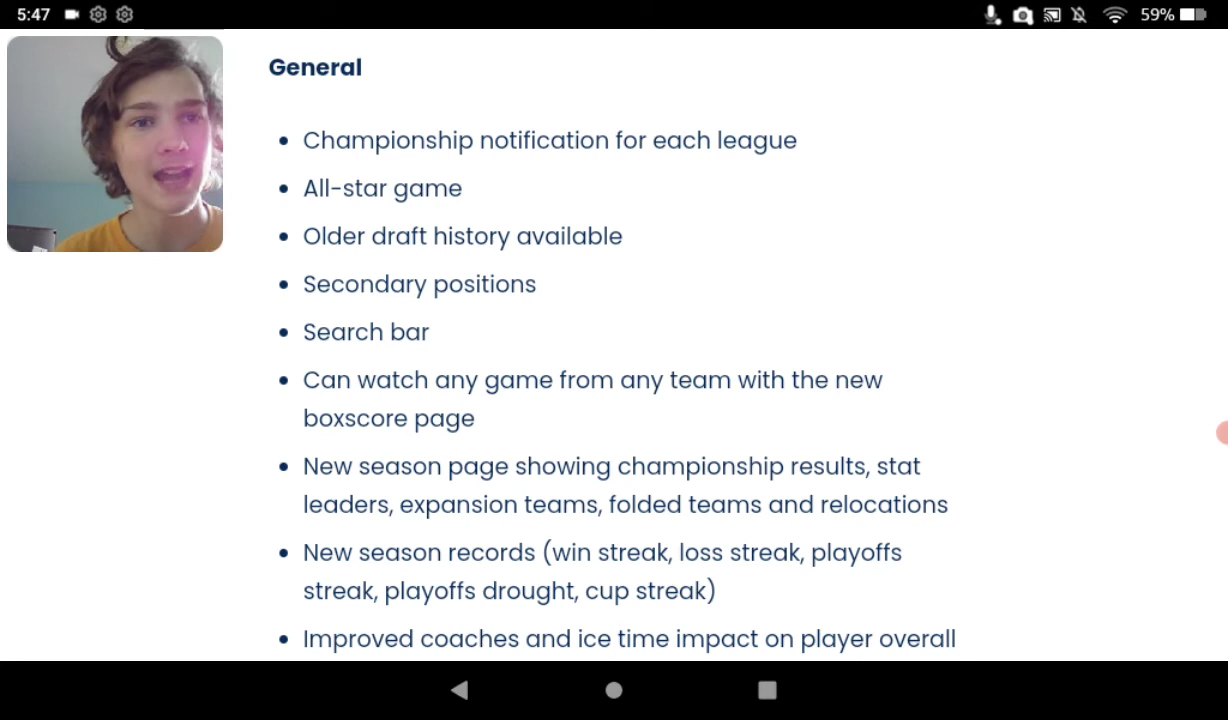 5:47
59%
General
Championship notification for each league
All-star game
Older draft history available
Secondary positions
Search bar
Can watch any game from any team with the new
boxscore page
New season page showing championship results, stat
leaders, expansion teams, folded teams and relocations
New season records (win streak, loss streak, playoffs
streak, playoffs drought, cup streak)
Improved coaches and ice time impact on player overall